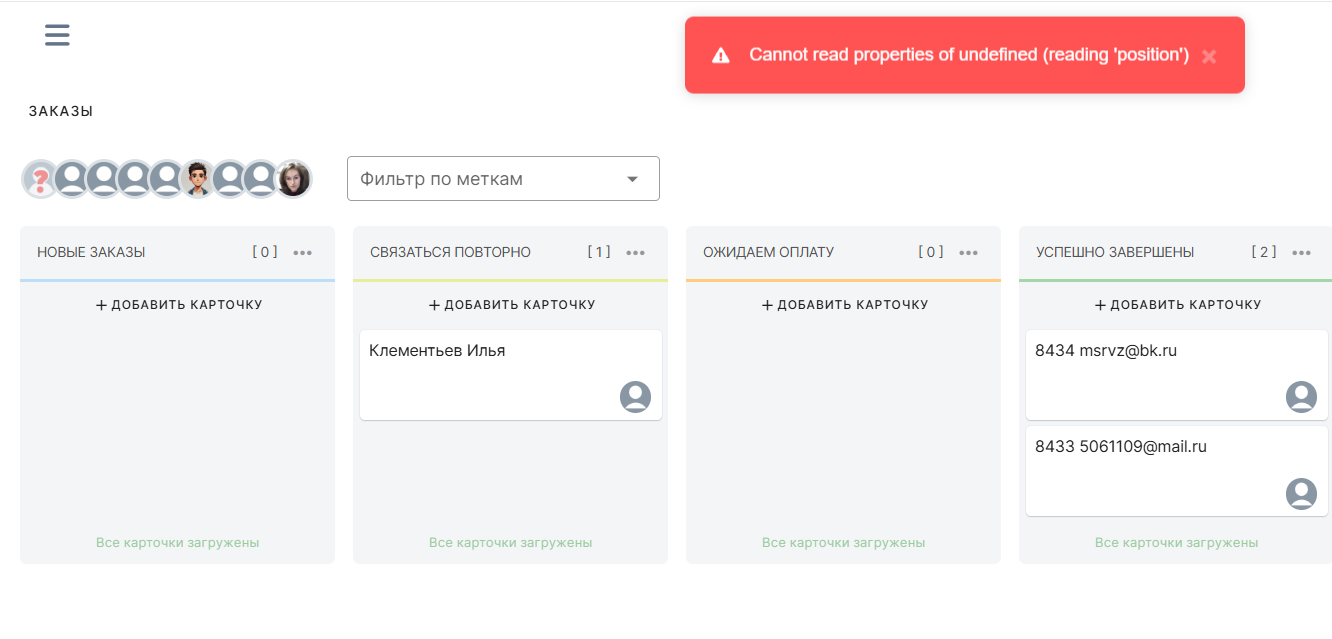 Cannot read properties of undefined (reading 'position') ×
ЗАКАЗЫ
?
Фильтр по меткам
НОВЫЕ ЗАКАЗЫ [ 0 ] •••
СВЯЗАТЬСЯ ПОВТОРНО [ 1 ] •••
ОЖИДАЕМ ОПЛАТУ [ 0 ] •••
УСПЕШНО ЗАВЕРШЕНЫ [ 2 ] •••
+ ДОБАВИТЬ КАРТОЧКУ
+ ДОБАВИТЬ КАРТОЧКУ
+ ДОБАВИТЬ КАРТОЧКУ
+ ДОБАВИТЬ КАРТОЧКУ
Клементьев Илья
8434 msrvz@bk.ru
8433 5061109@mail.ru
Все карточки загружены
Все карточки загружены
Все карточки загружены
Все карточки загружены